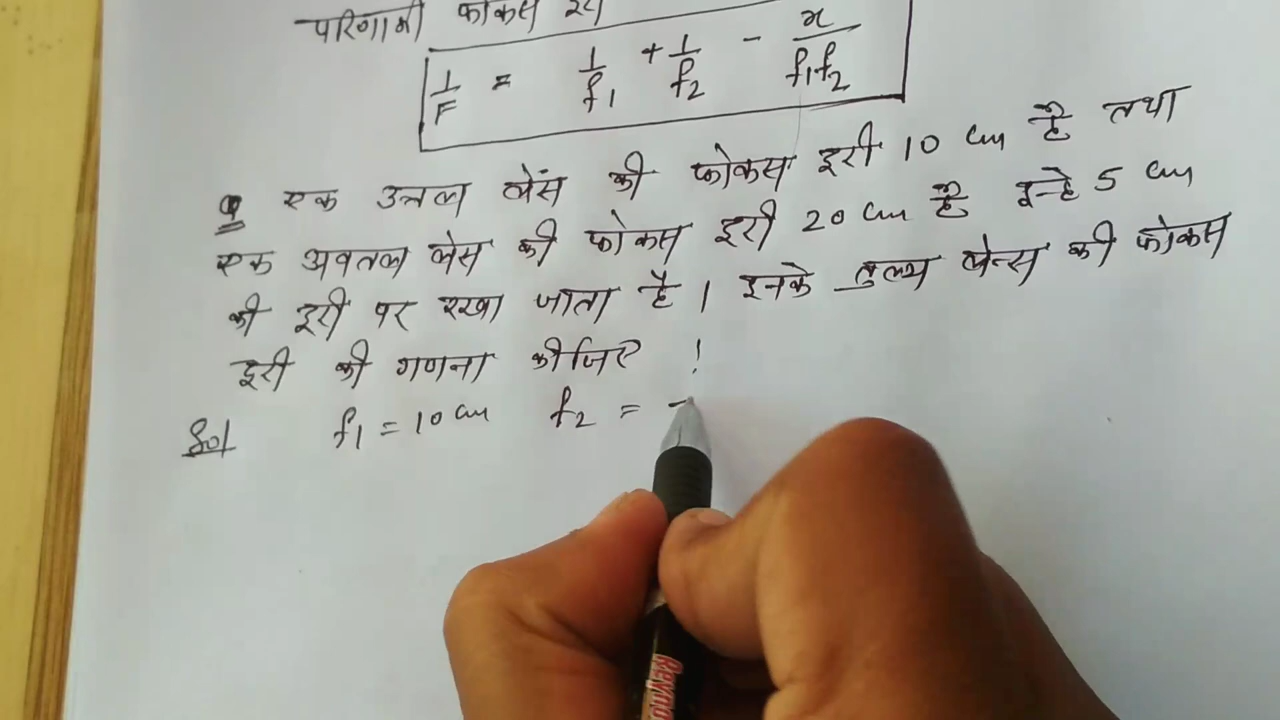 परिणामी फोकस
1/F = 1/f1 + 1/f2 - x/f1f2
Q एक उत्तल लेंस की फोकस दूरी 10 cm है तथा
एक अवतल लेंस की फोकस दूरी 20 cm है इन्हे 5 cm
की दूरी पर रखा जाता है | इनके तुल्य लेन्स की फोकस
दूरी की गणना कीजिए !
Sol f1 = 10 cm f2 = -
Reyno